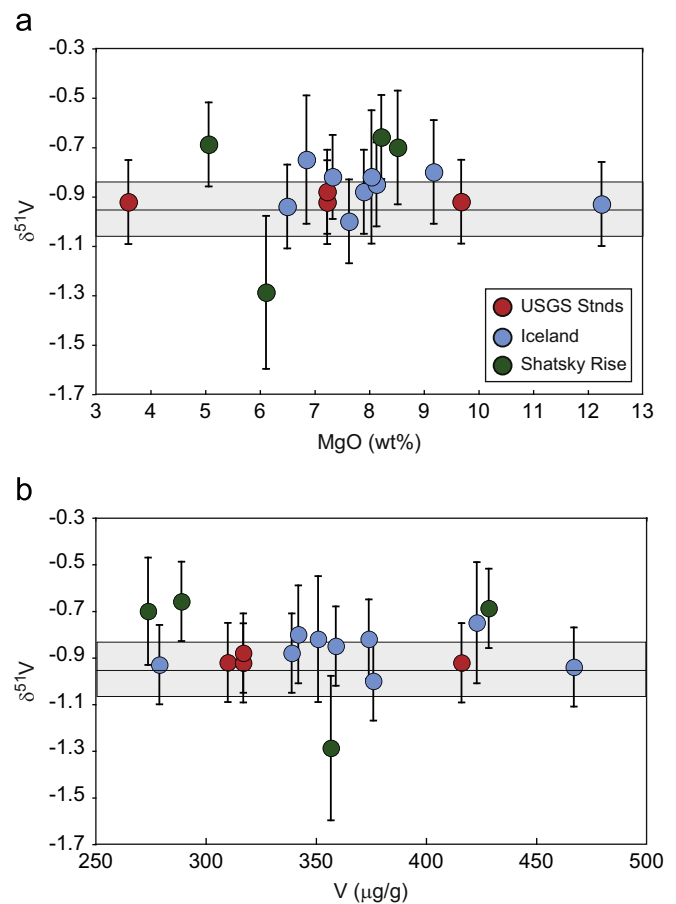 a
-0.3
-0.5
-0.7
-0.9
-1.1
-1.3
-1.5
-1.7
δ51V
USGS Stnds
Iceland
Shatsky Rise
3 4 5 6 7 8 9 10 11 12 13
MgO (wt%)
b
-0.3
-0.5
-0.7
-0.9
-1.1
-1.3
-1.5
-1.7
δ51V
250 300 350 400 450 500
V (μg/g)